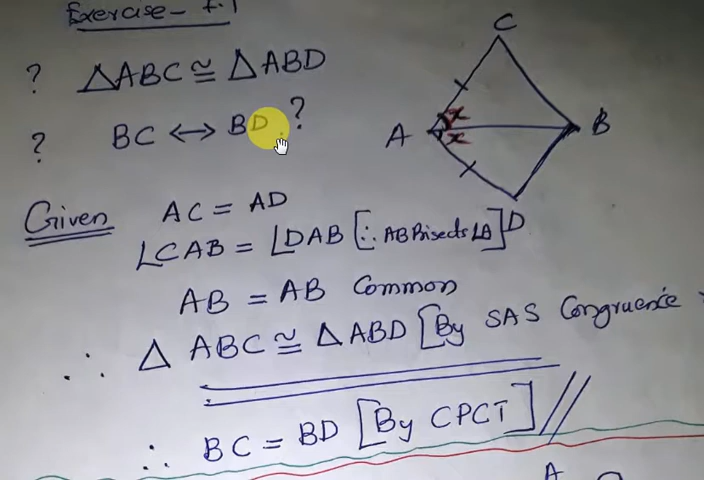 Exercise - 7.1
? △ABC ≅ △ABD
? BC ↔ BD ?
C
x
A x B
D
Given AC = AD
∠CAB = ∠DAB [∵ AB Bisects ∠A]
AB = AB Common
∴ △ ABC ≅ △ABD [By SAS Congruence
∴ BC = BD [By CPCT] //
A